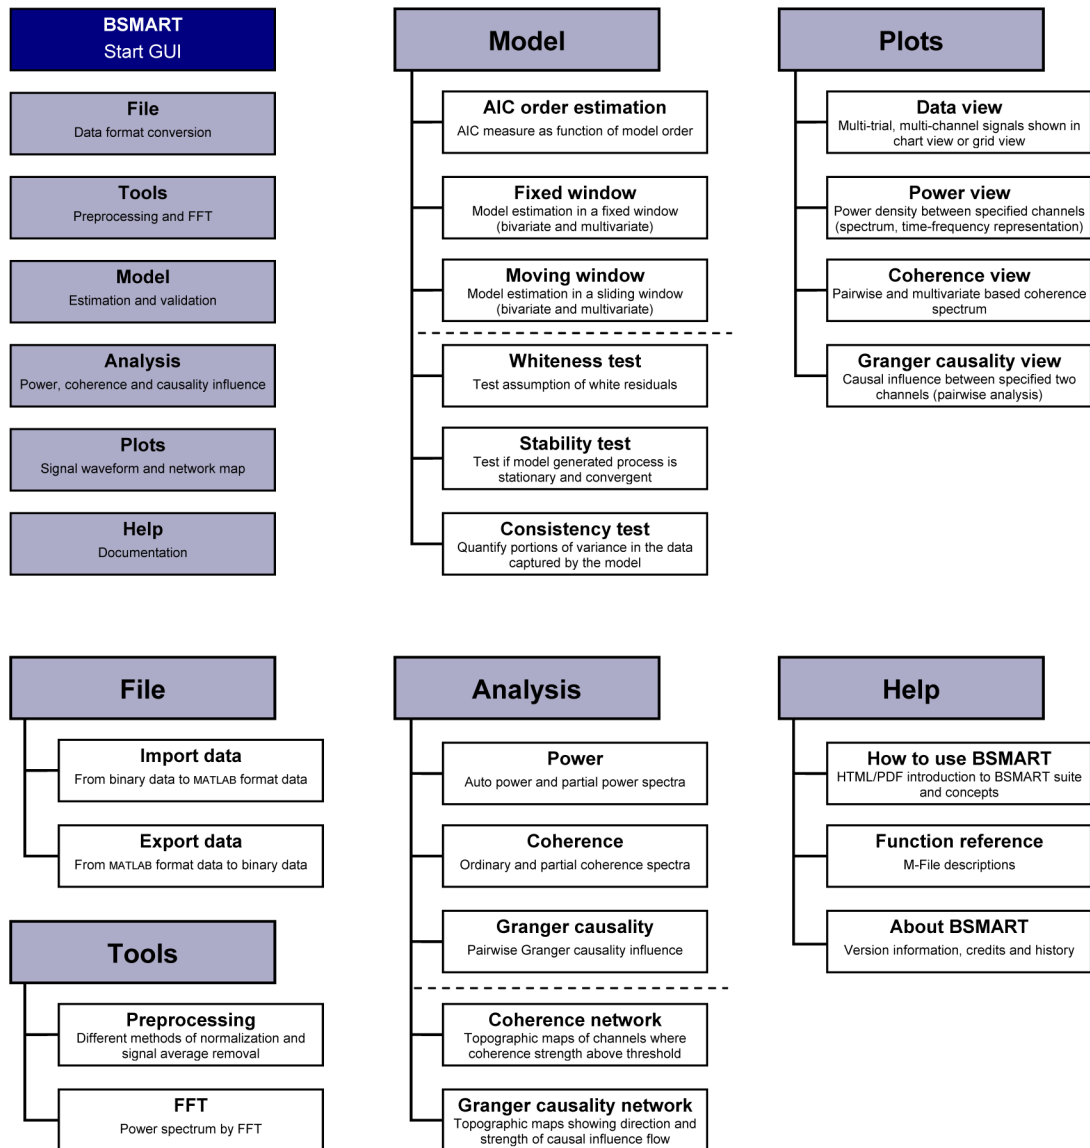 BSMART
Start GUI
File
Data format conversion
Tools
Preprocessing and FFT
Model
Estimation and validation
Analysis
Power, coherence and causality influence
Plots
Signal waveform and network map
Help
Documentation
Model
AIC order estimation
AIC measure as function of model order
Fixed window
Model estimation in a fixed window
(bivariate and multivariate)
Moving window
Model estimation in a sliding window
(bivariate and multivariate)
Whiteness test
Test assumption of white residuals
Stability test
Test if model generated process is
stationary and convergent
Consistency test
Quantify portions of variance in the data
captured by the model
Plots
Data view
Multi-trial, multi-channel signals shown in
chart view or grid view
Power view
Power density between specified channels
(spectrum, time-frequency representation)
Coherence view
Pairwise and multivariate based coherence
spectrum
Granger causality view
Causal influence between specified two
channels (pairwise analysis)
File
Import data
From binary data to MATLAB format data
Export data
From MATLAB format data to binary data
Tools
Preprocessing
Different methods of normalization and
signal average removal
FFT
Power spectrum by FFT
Analysis
Power
Auto power and partial power spectra
Coherence
Ordinary and partial coherence spectra
Granger causality
Pairwise Granger causality influence
Coherence network
Topographic maps of channels where
coherence strength above threshold
Granger causality network
Topographic maps showing direction and
strength of causal influence flow
Help
How to use BSMART
HTML/PDF introduction to BSMART suite
and concepts
Function reference
M-File descriptions
About BSMART
Version information, credits and history